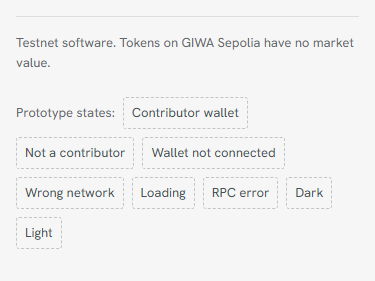 Testnet software. Tokens on GIWA Sepolia have no market
value.
Prototype states: Contributor wallet
Not a contributor Wallet not connected
Wrong network Loading RPC error Dark
Light